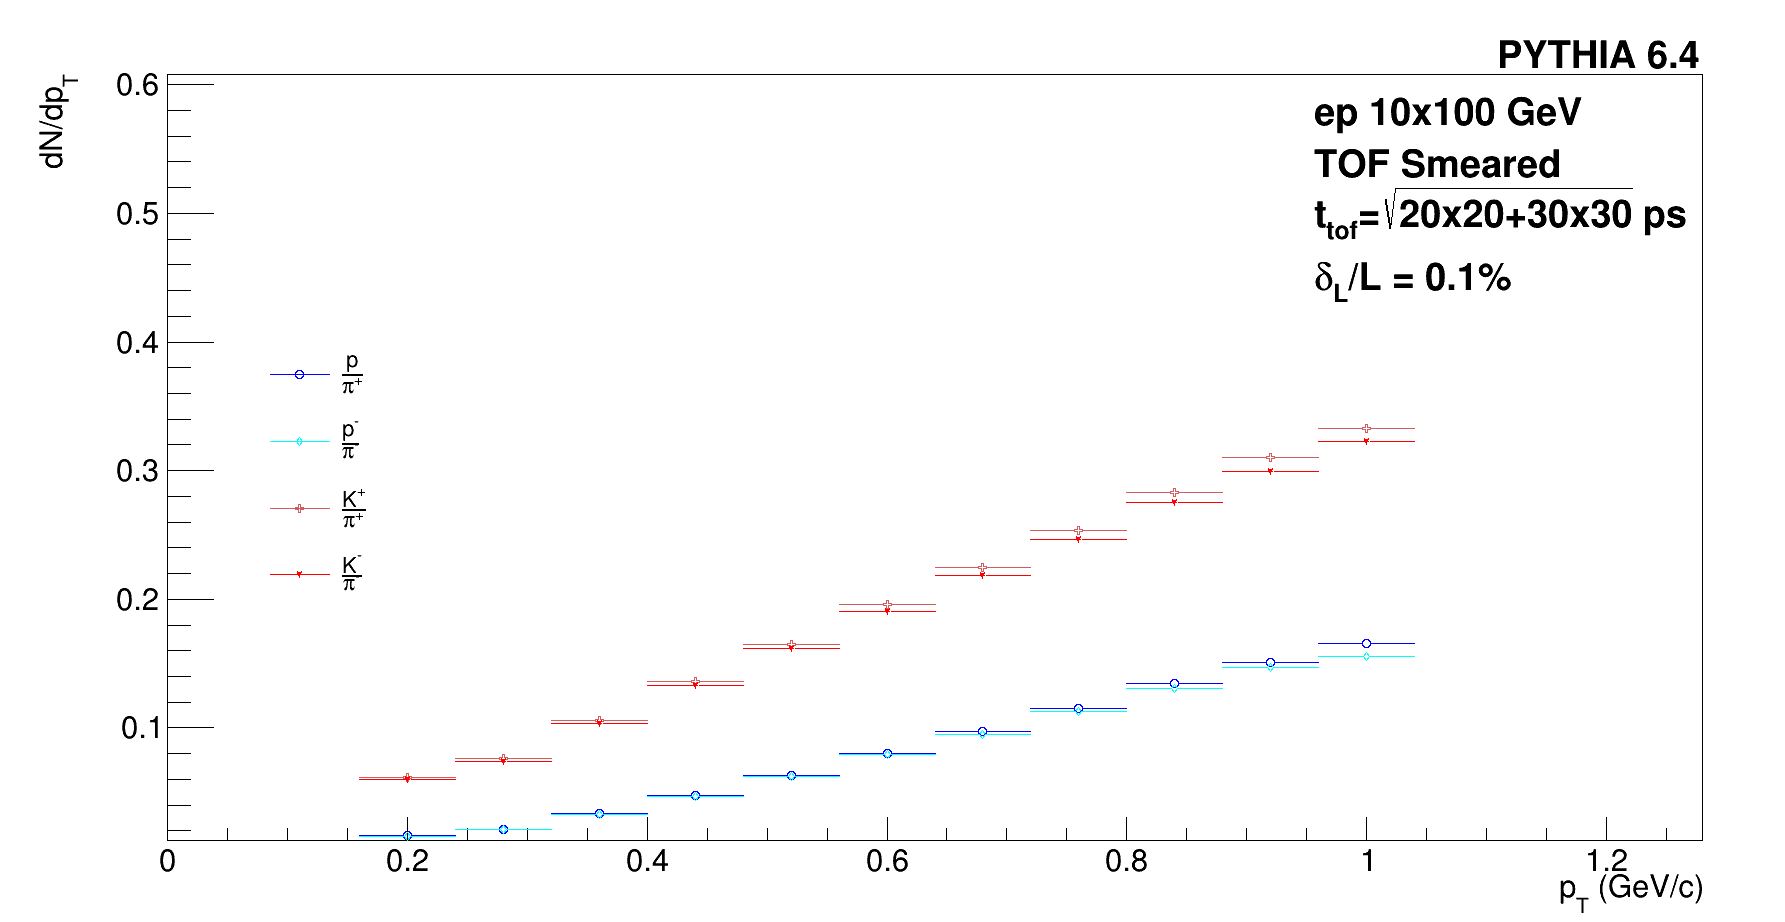 PYTHIA 6.4
dN/dp_T
ep 10x100 GeV
TOF Smeared
t_tof=√20x20+30x30 ps
δ_L/L = 0.1%
0.6
0.5
0.4
0.3
0.2
0.1
p
π⁺
p⁻
π
K⁺
π⁺
K⁻
π
0 0.2 0.4 0.6 0.8 1 1.2
p_T (GeV/c)